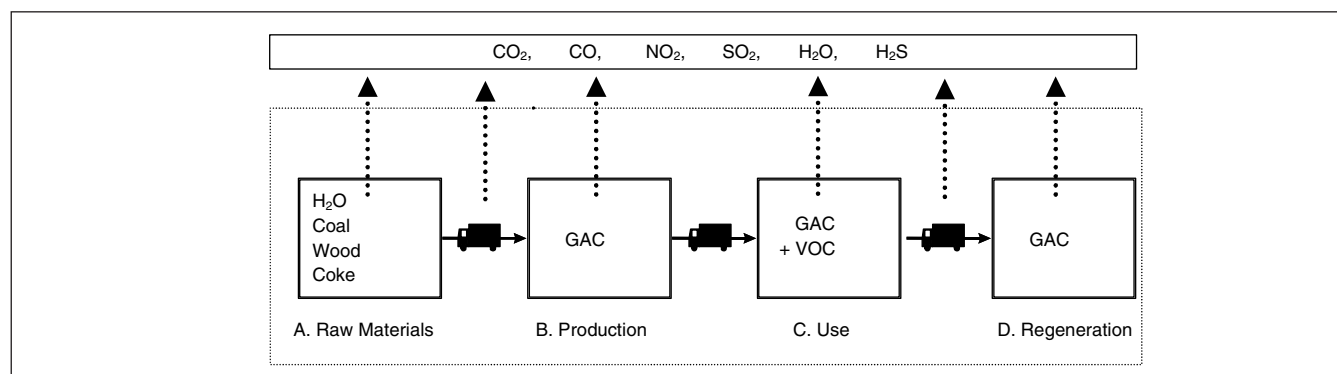 CO₂, CO, NO₂, SO₂, H₂O, H₂S
H₂O
Coal
Wood
Coke
GAC
GAC
+ VOC
GAC
A. Raw Materials
B. Production
C. Use
D. Regeneration